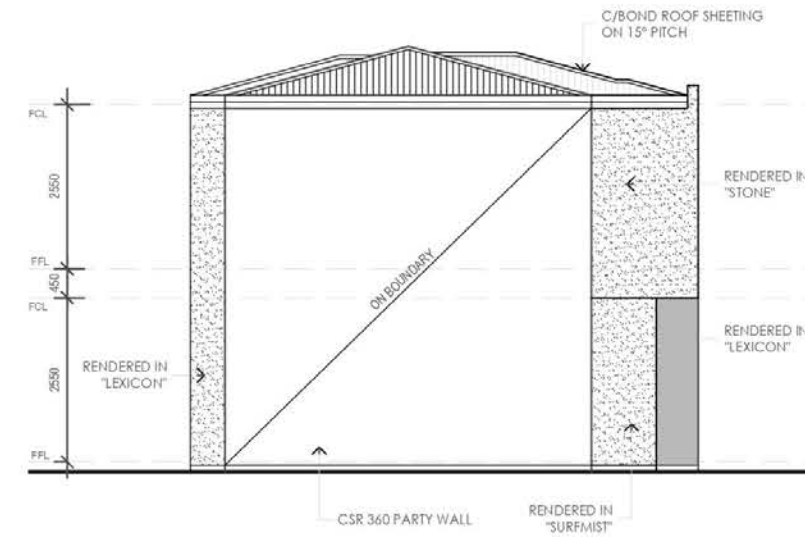 C/BOND ROOF SHEETING
ON 15° PITCH
FCL
2550
RENDERED IN
"STONE"
FFL
450
FCL
ON BOUNDARY
RENDERED IN
"LEXICON"
RENDERED IN
"LEXICON"
2550
FFL
CSR 360 PARTY WALL
RENDERED IN
"SURFMIST"